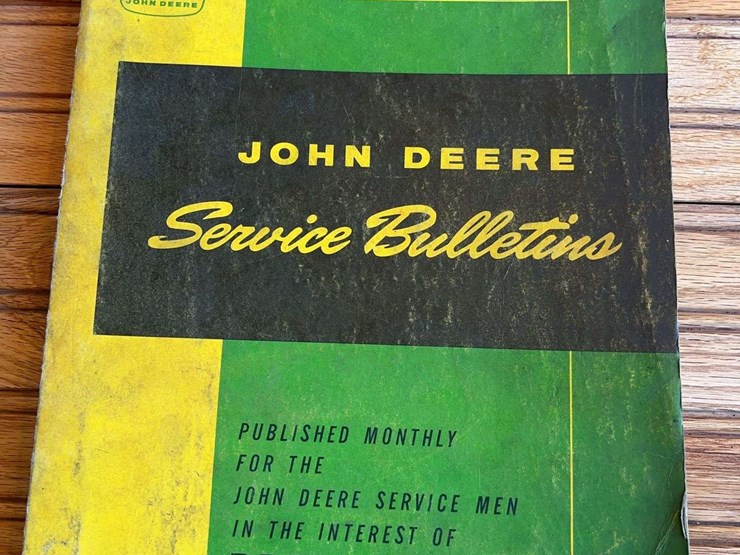 JOHN DEERE
JOHN DEERE
Service Bulletins
PUBLISHED MONTHLY
FOR THE
JOHN DEERE SERVICE MEN
IN THE INTEREST OF